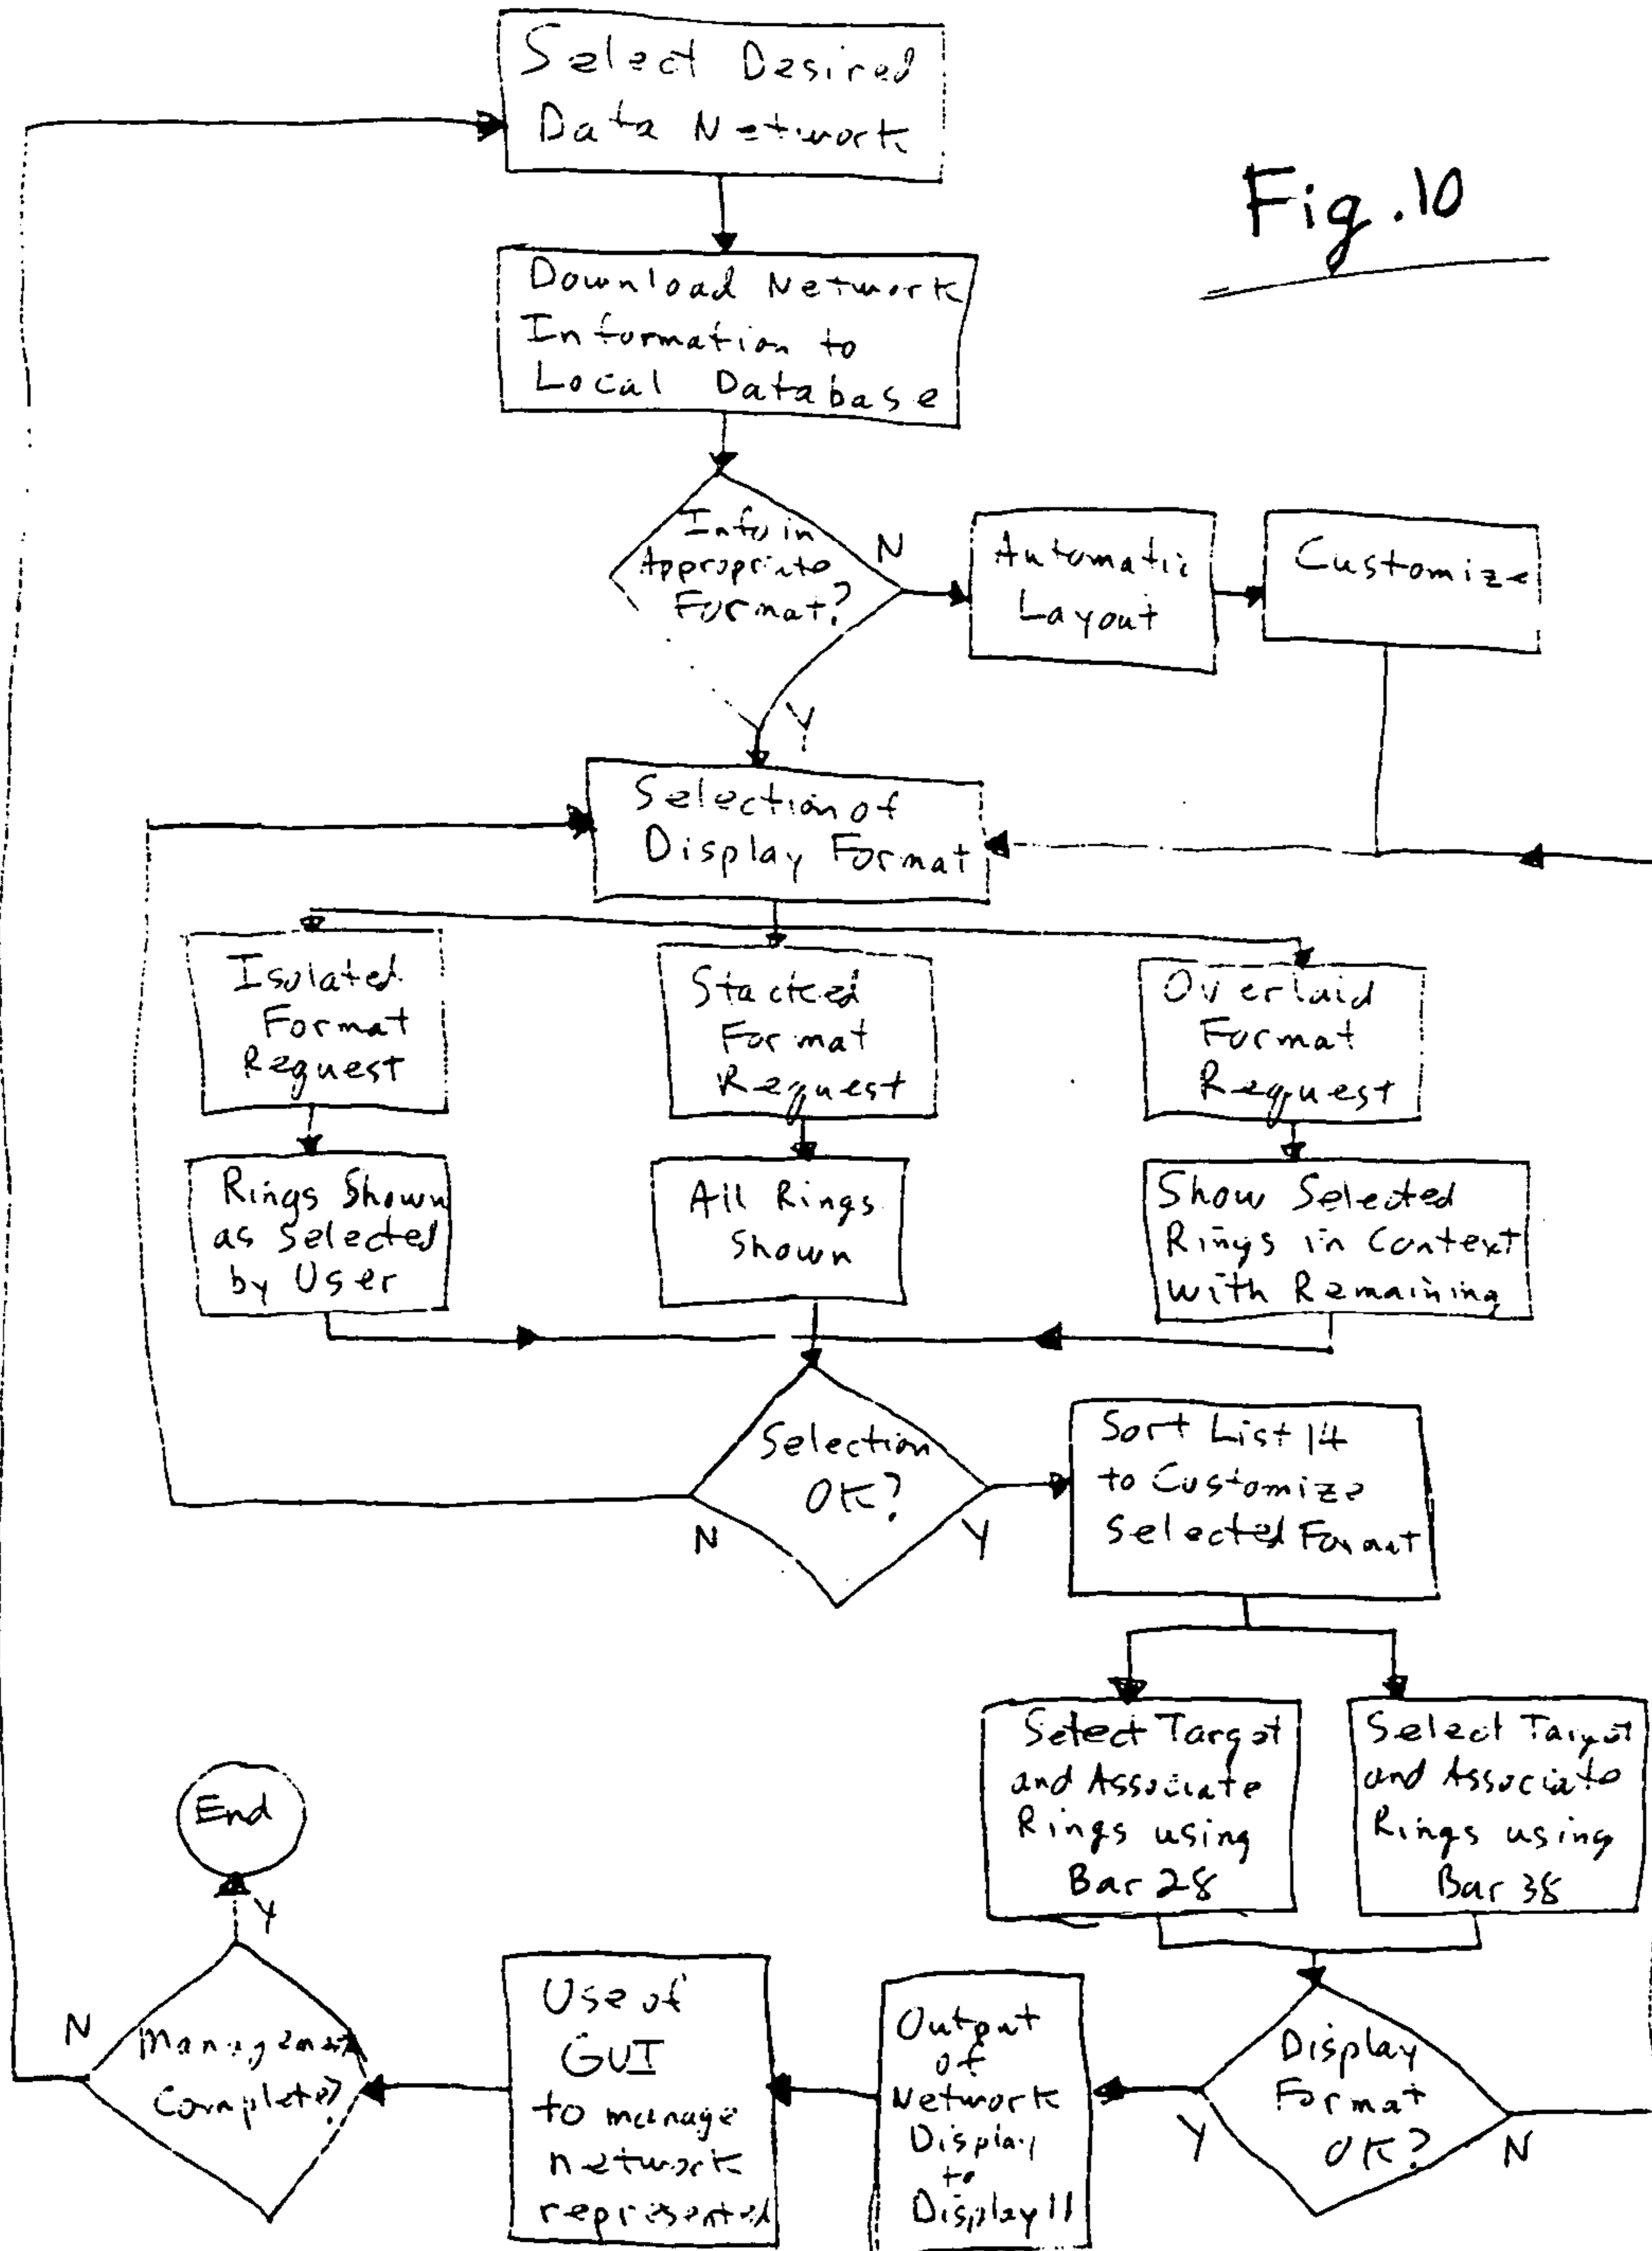 Select Desired
Data Network
Fig.10
Download Network
Information to
Local Database
Info in
Appropriate
Format?
N
Automatic
Layout
Customize
Y
Selection of
Display Format
Isolated
Format
Request
Stacked
Format
Request
Overlaid
Format
Request
Rings Shown
as Selected
by User
All Rings
Shown
Show Selected
Rings in Context
with Remaining
Selection
OK?
N
Y
Sort List 14
to Customize
Selected Format
Select Target
and Associate
Rings using
Bar 28
Select Target
and Associate
Rings using
Bar 38
End
Y
N
Management
Complete?
Use of
GUI
to manage
network
represented
Output
of
Network
Display
to
Display 11
Y
Display
Format
OK?
N